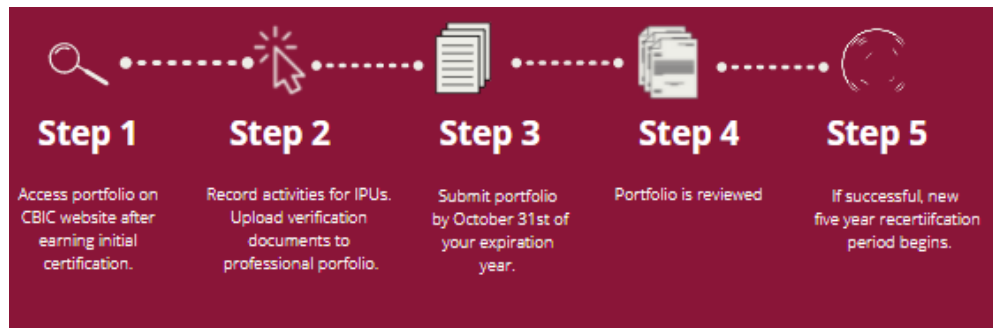 Step 1
Access portfolio on
CBIC website after
earning initial
certification.
Step 2
Record activities for IPUs.
Upload verification
documents to
professional porfolio.
Step 3
Submit portfolio
by October 31st of
your expiration
year.
Step 4
Portfolio is reviewed
Step 5
If successful, new
five year recertiifcation
period begins.